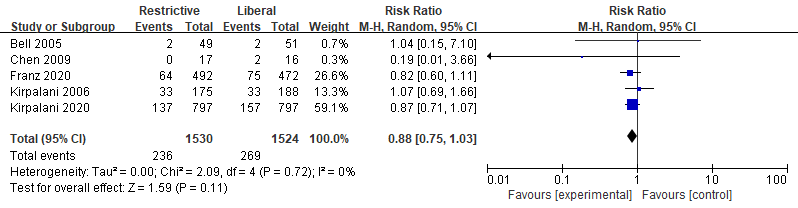 Restrictive Liberal Risk Ratio Risk Ratio
Study or Subgroup Events Total Events Total Weight M-H, Random, 95% CI M-H, Random, 95% CI
Bell 2005 2 49 2 51 0.7% 1.04 [0.15, 7.10]
Chen 2009 0 17 2 16 0.3% 0.19 [0.01, 3.66]
Franz 2020 64 492 75 472 26.6% 0.82 [0.60, 1.11]
Kirpalani 2006 33 175 33 188 13.3% 1.07 [0.69, 1.66]
Kirpalani 2020 137 797 157 797 59.1% 0.87 [0.71, 1.07]
Total (95% CI) 1530 1524 100.0% 0.88 [0.75, 1.03]
Total events 236 269
Heterogeneity: Tau² = 0.00; Chi² = 2.09, df = 4 (P = 0.72); I² = 0%
Test for overall effect: Z = 1.59 (P = 0.11)
0.01 0.1 1 10 100
Favours [experimental] Favours [control]